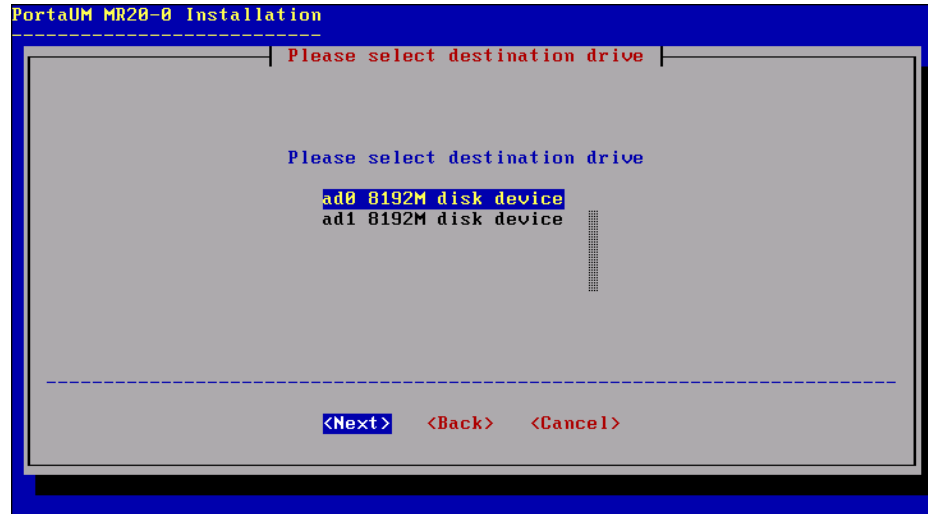 PortaUM MR20-0 Installation
Please select destination drive
Please select destination drive
ad0 8192M disk device
ad1 8192M disk device
<Next> <Back> <Cancel>